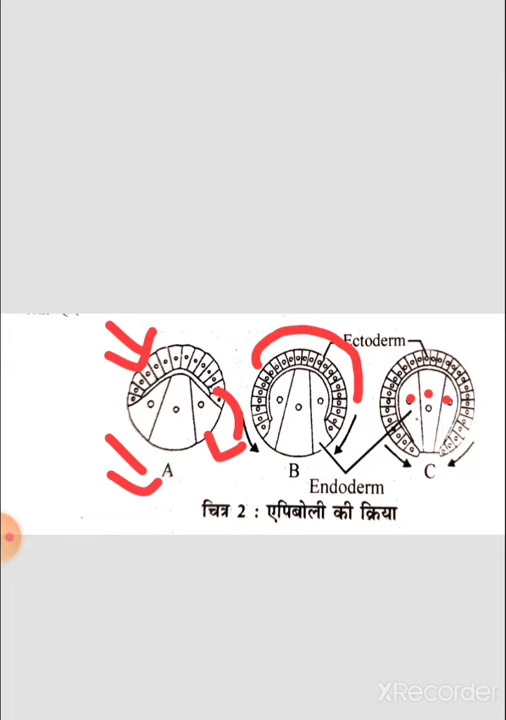 Ectoderm
A
B
C
Endoderm
चित्र 2 : एपिबोली की क्रिया
XRecorder